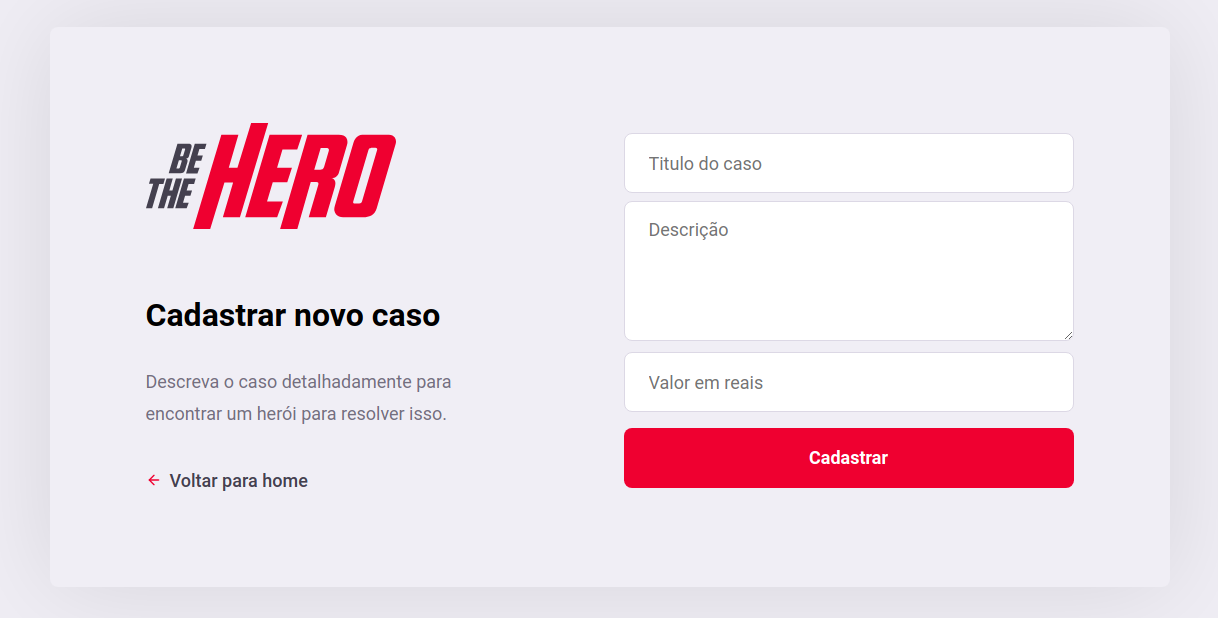 BE
THE
HERO
Cadastrar novo caso
Descreva o caso detalhadamente para
encontrar um herói para resolver isso.
Voltar para home
Titulo do caso
Descrição
Valor em reais
Cadastrar